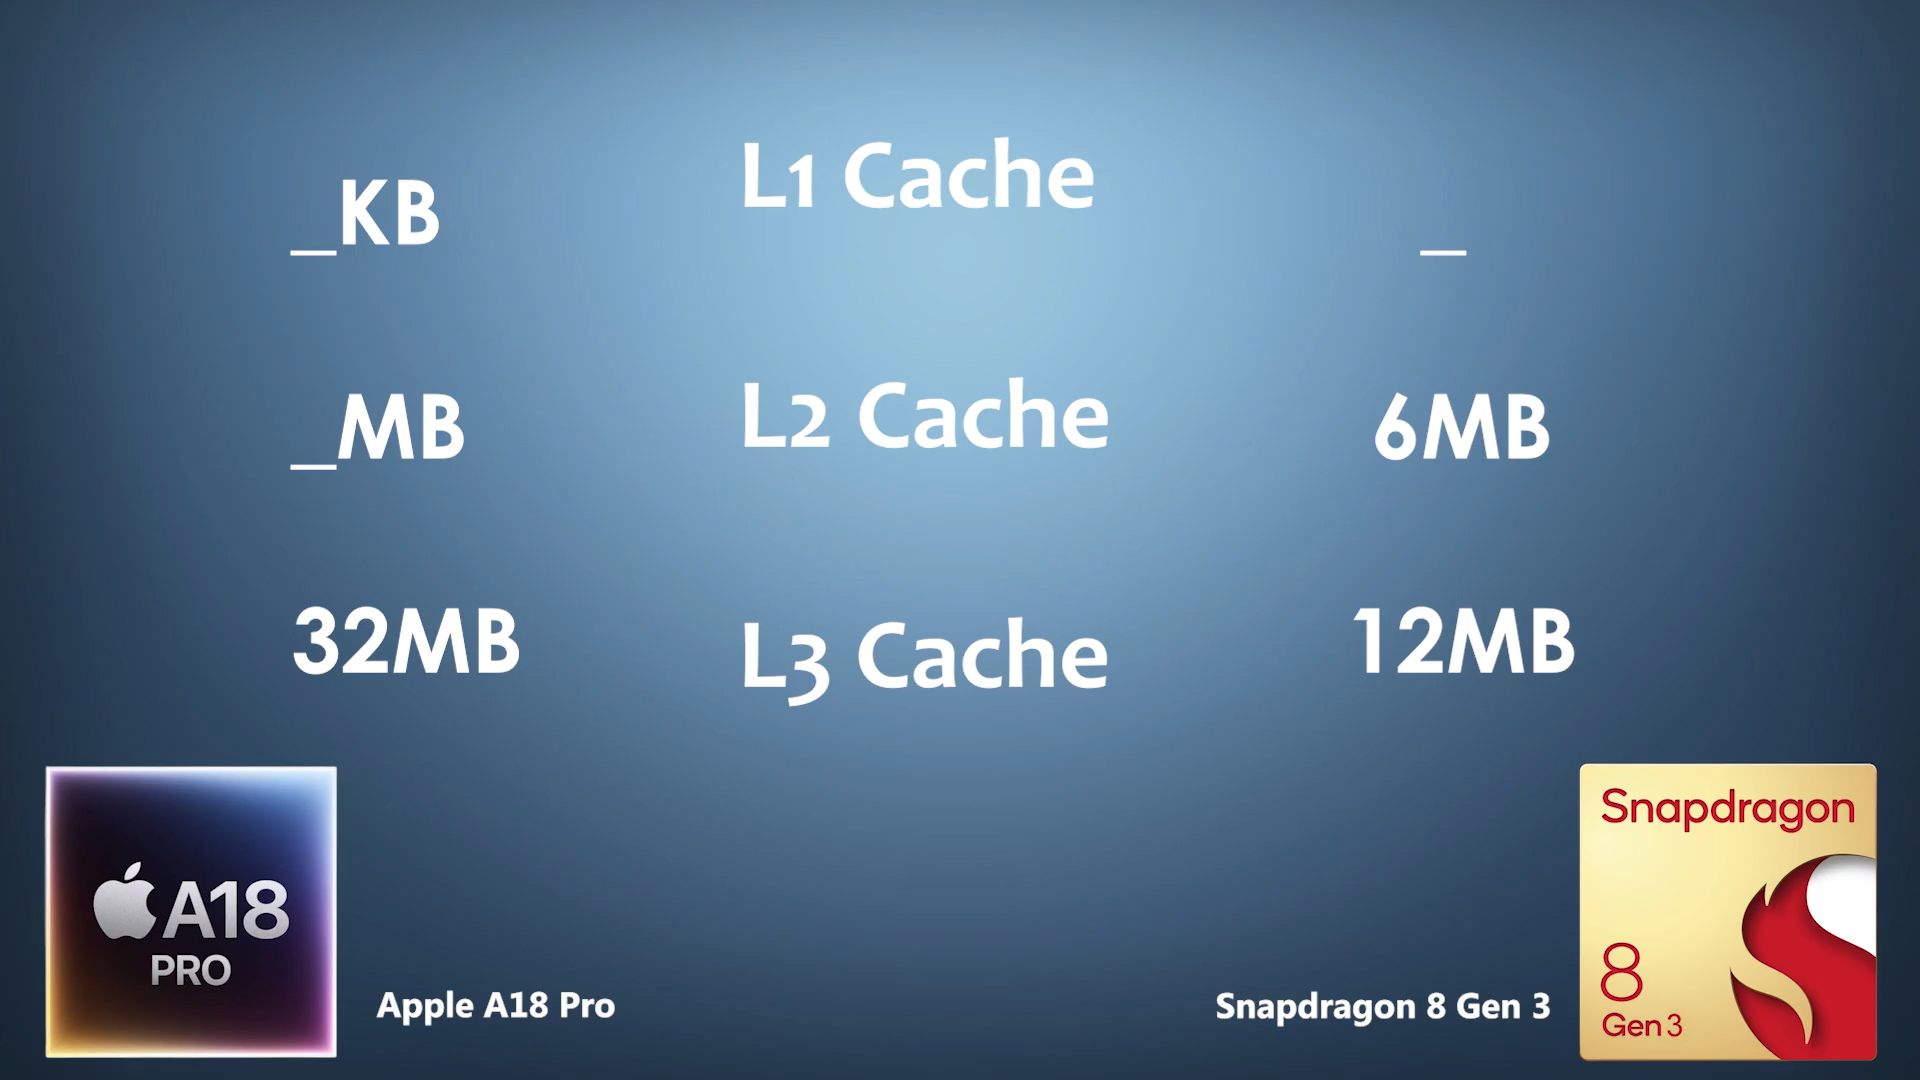 L1 Cache
_KB
_
L2 Cache
_MB
6MB
L3 Cache
32MB
12MB
A18
PRO
Apple A18 Pro
Snapdragon 8 Gen 3
Snapdragon
8
Gen 3